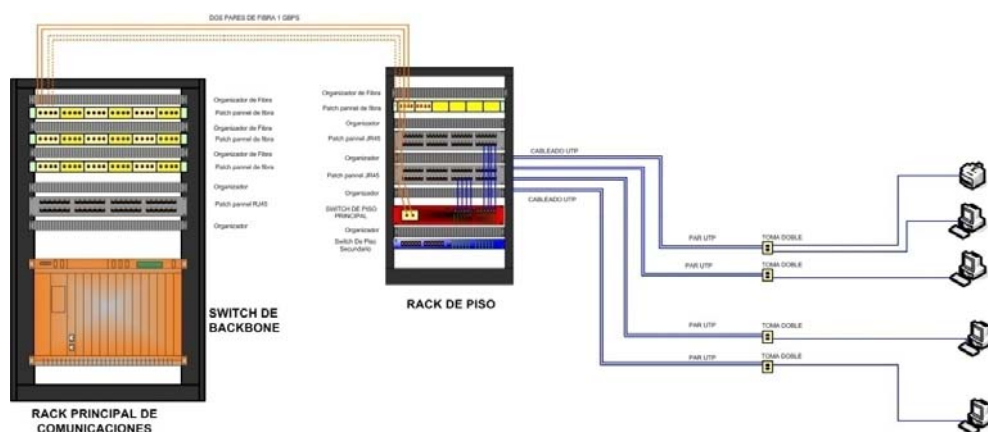 DOS PARES DE FIBRA 1 GBPS
Organizador de Fibra
Patch pannel de fibra
Organizador de Fibra
Patch pannel de fibra
Organizador de Fibra
Patch pannel de fibra
Organizador
Patch pannel RJ45
Organizador
SWITCH DE
BACKBONE
RACK PRINCIPAL DE
COMUNICACIONES
Organizador de Fibra
Patch pannel de fibra
Organizador
Patch pannel JR45
Organizador
Patch pannel JR45
Organizador
SWITCH DE PISO
PRINCIPAL
Organizador
Switch De Piso
Secundario
RACK DE PISO
CABLEADO UTP
CABLEADO UTP
PAR UTP
TOMA DOBLE
PAR UTP
TOMA DOBLE
PAR UTP
TOMA DOBLE
PAR UTP
TOMA DOBLE